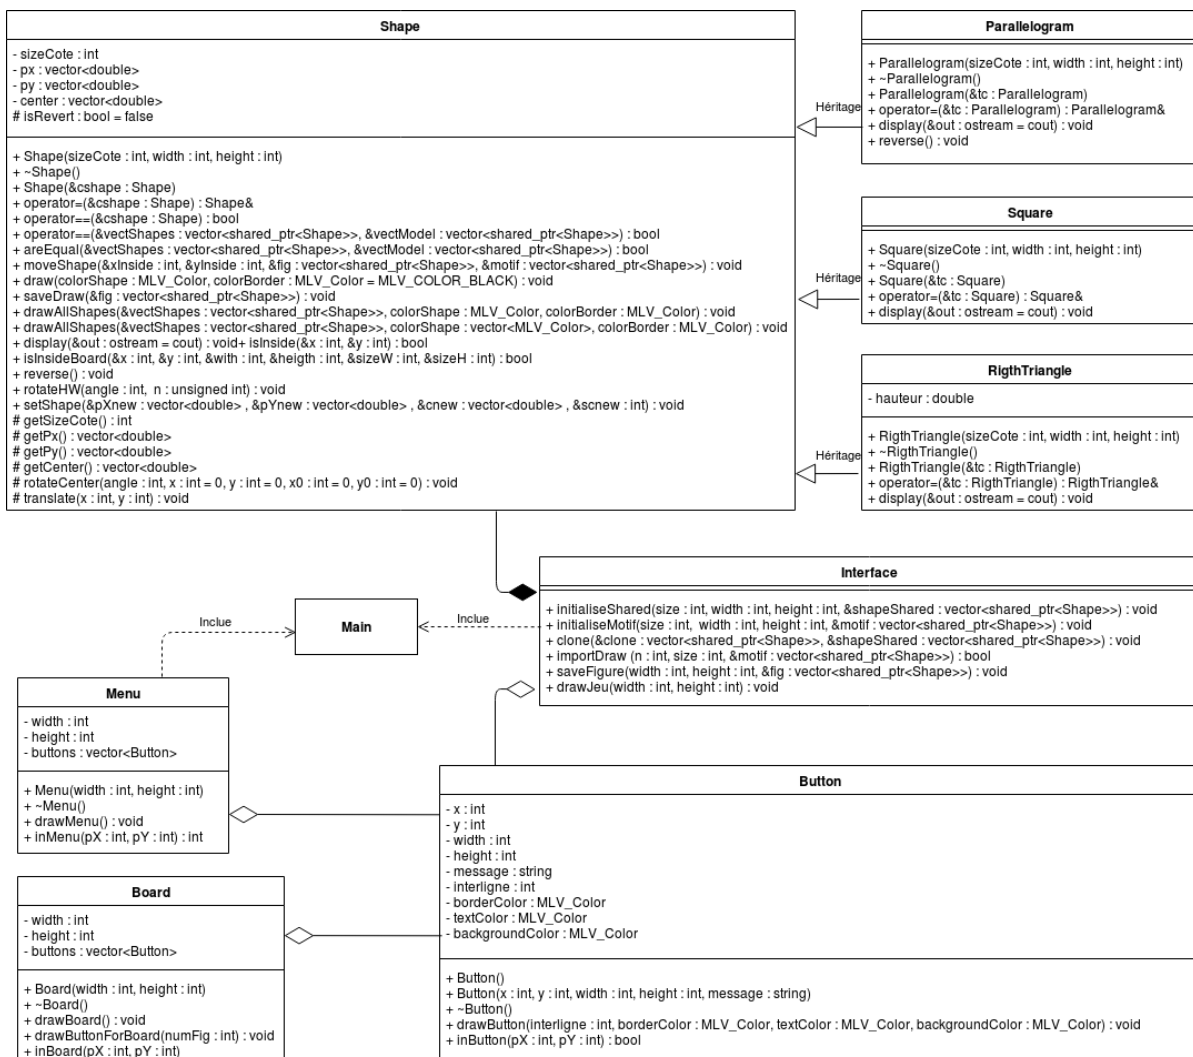 Shape
- sizeCote : int
- px : vector<double>
- py : vector<double>
- center : vector<double>
# isRevert : bool = false
+ Shape(sizeCote : int, width : int, height : int)
+ ~Shape()
+ Shape(&cshape : Shape)
+ operator=(&cshape : Shape) : Shape&
+ operator==(&cshape : Shape) : bool
+ operator==(&vectShapes : vector<shared_ptr<Shape>>, &vectModel : vector<shared_ptr<Shape>>) : bool
+ areEqual(&vectShapes : vector<shared_ptr<Shape>>, &vectModel : vector<shared_ptr<Shape>>) : bool
+ moveShape(&xInside : int, &yInside : int, &fig : vector<shared_ptr<Shape>>, &motif : vector<shared_ptr<Shape>>) : void
+ draw(colorShape : MLV_Color, colorBorder : MLV_Color = MLV_COLOR_BLACK) : void
+ saveDraw(&fig : vector<shared_ptr<Shape>>) : void
+ drawAllShapes(&vectShapes : vector<shared_ptr<Shape>>, colorShape : MLV_Color, colorBorder : MLV_Color) : void
+ drawAllShapes(&vectShapes : vector<shared_ptr<Shape>>, colorShape : vector<MLV_Color>, colorBorder : MLV_Color) : void
+ display(&out : ostream = cout) : void+ isInside(&x : int, &y : int) : bool
+ isInsideBoard(&x : int, &y : int, &with : int, &heigth : int, &sizeW : int, &sizeH : int) : bool
+ reverse() : void
+ rotateHW(angle : int, n : unsigned int) : void
+ setShape(&pXnew : vector<double> , &pYnew : vector<double> , &cnew : vector<double> , &scnew : int) : void
# getSizeCote() : int
# getPx() : vector<double>
# getPy() : vector<double>
# getCenter() : vector<double>
# rotateCenter(angle : int, x : int = 0, y : int = 0, x0 : int = 0, y0 : int = 0) : void
# translate(x : int, y : int) : void
Parallelogram
+ Parallelogram(sizeCote : int, width : int, height : int)
+ ~Parallelogram()
+ Parallelogram(&tc : Parallelogram)
+ operator=(&tc : Parallelogram) : Parallelogram&
+ display(&out : ostream = cout) : void
+ reverse() : void
Héritage
Square
+ Square(sizeCote : int, width : int, height : int)
+ ~Square()
+ Square(&tc : Square)
+ operator=(&tc : Square) : Square&
+ display(&out : ostream = cout) : void
Héritage
RigthTriangle
- hauteur : double
+ RigthTriangle(sizeCote : int, width : int, height : int)
+ ~RigthTriangle()
+ RigthTriangle(&tc : RigthTriangle)
+ operator=(&tc : RigthTriangle) : RigthTriangle&
+ display(&out : ostream = cout) : void
Héritage
Interface
+ initialiseShared(size : int, width : int, height : int, &shapeShared : vector<shared_ptr<Shape>>) : void
+ initialiseMotif(size : int, width : int, height : int, &motif : vector<shared_ptr<Shape>>) : void
+ clone(&clone : vector<shared_ptr<Shape>>, &shapeShared : vector<shared_ptr<Shape>>) : void
+ importDraw (n : int, size : int, &motif : vector<shared_ptr<Shape>>) : bool
+ saveFigure(width : int, height : int, &fig : vector<shared_ptr<Shape>>) : void
+ drawJeu(width : int, height : int) : void
Inclue
Main
Inclue
Menu
- width : int
- height : int
- buttons : vector<Button>
+ Menu(width : int, height : int)
+ ~Menu()
+ drawMenu() : void
+ inMenu(pX : int, pY : int) : int
Button
- x : int
- y : int
- width : int
- height : int
- message : string
- interligne : int
- borderColor : MLV_Color
- textColor : MLV_Color
- backgroundColor : MLV_Color
+ Button()
+ Button(x : int, y : int, width : int, height : int, message : string)
+ ~Button()
+ drawButton(interligne : int, borderColor : MLV_Color, textColor : MLV_Color, backgroundColor : MLV_Color) : void
+ inButton(pX : int, pY : int) : bool
Board
- width : int
- height : int
- buttons : vector<Button>
+ Board(width : int, height : int)
+ ~Board()
+ drawBoard() : void
+ drawButtonForBoard(numFig : int) : void
+ inBoard(pX : int, pY : int)